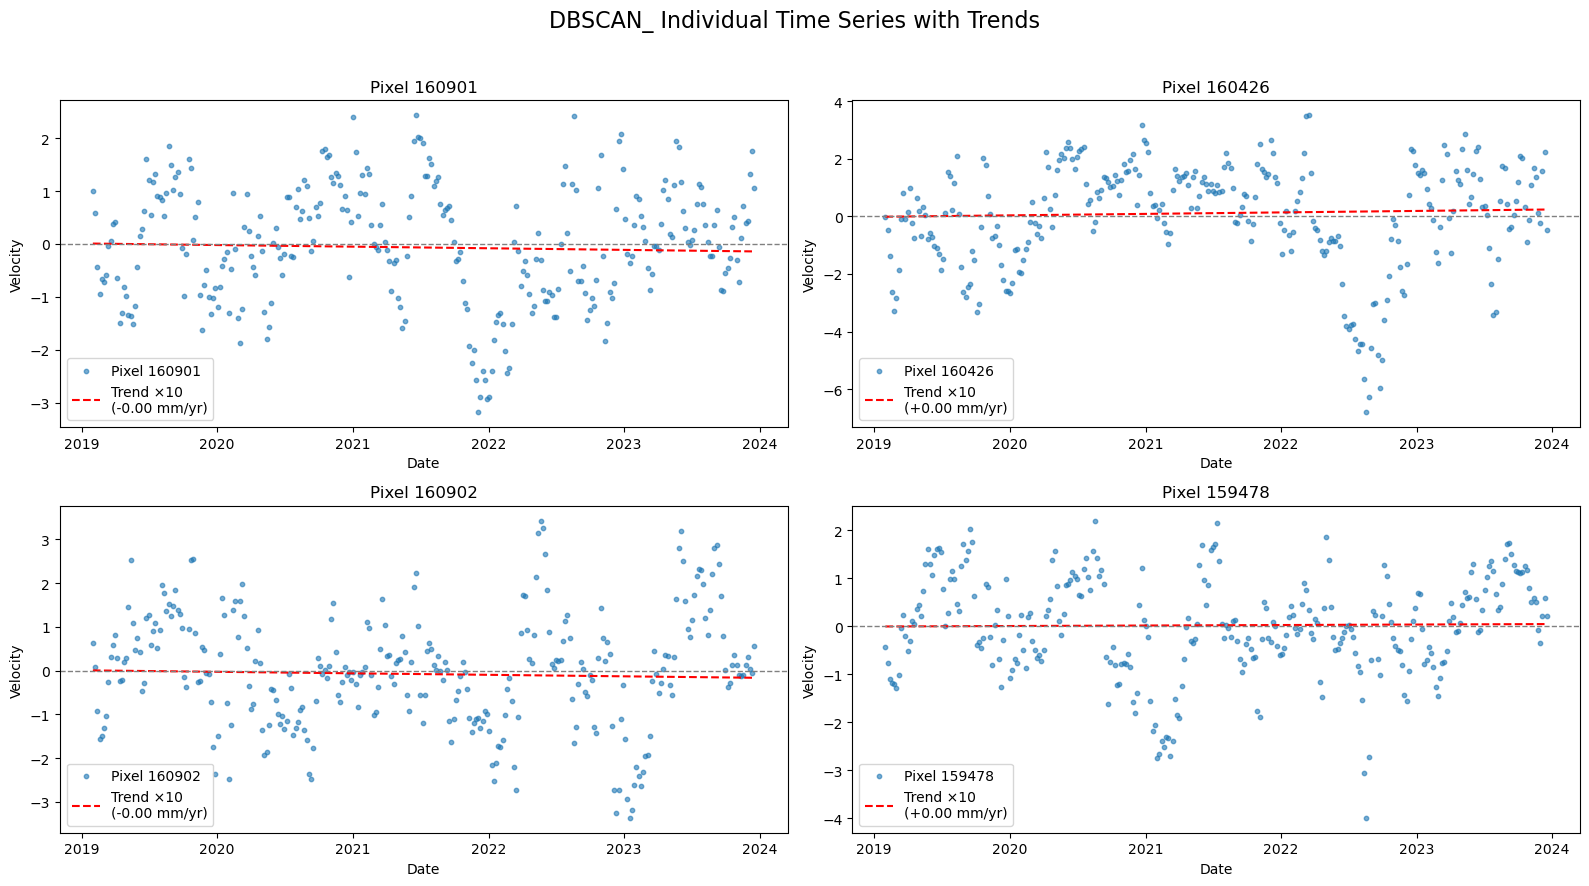 DBSCAN_ Individual Time Series with Trends
Pixel 160901
Velocity
2
1
0
−1
−2
−3
Pixel 160901
Trend ×10
(-0.00 mm/yr)
2019 2020 2021 2022 2023 2024
Date
Pixel 160426
Velocity
4
2
0
−2
−4
−6
Pixel 160426
Trend ×10
(+0.00 mm/yr)
2019 2020 2021 2022 2023 2024
Date
Pixel 160902
Velocity
3
2
1
0
−1
−2
−3
Pixel 160902
Trend ×10
(-0.00 mm/yr)
2019 2020 2021 2022 2023 2024
Date
Pixel 159478
Velocity
2
1
0
−1
−2
−3
−4
Pixel 159478
Trend ×10
(+0.00 mm/yr)
2019 2020 2021 2022 2023 2024
Date